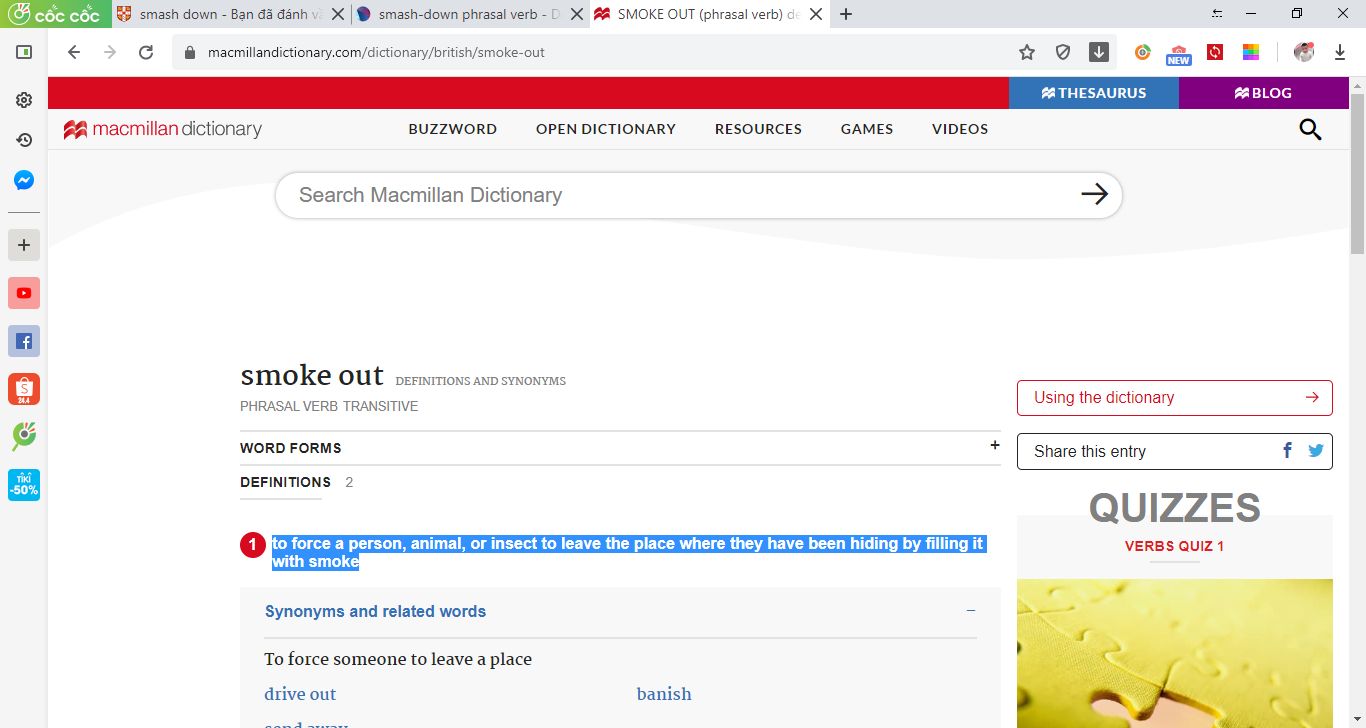 cốc cốc
smash down - Bạn đã đánh vầ
smash-down phrasal verb - D
SMOKE OUT (phrasal verb) de
macmillandictionary.com/dictionary/british/smoke-out
NEW
THESAURUS
BLOG
macmillan dictionary
BUZZWORD
OPEN DICTIONARY
RESOURCES
GAMES
VIDEOS
Search Macmillan Dictionary
S
24.4
TIKI
-50%
smoke out DEFINITIONS AND SYNONYMS
PHRASAL VERB TRANSITIVE
WORD FORMS +
DEFINITIONS 2
1 to force a person, animal, or insect to leave the place where they have been hiding by filling it
with smoke
Synonyms and related words –
To force someone to leave a place
drive out
banish
send away
Using the dictionary
Share this entry
QUIZZES
VERBS QUIZ 1